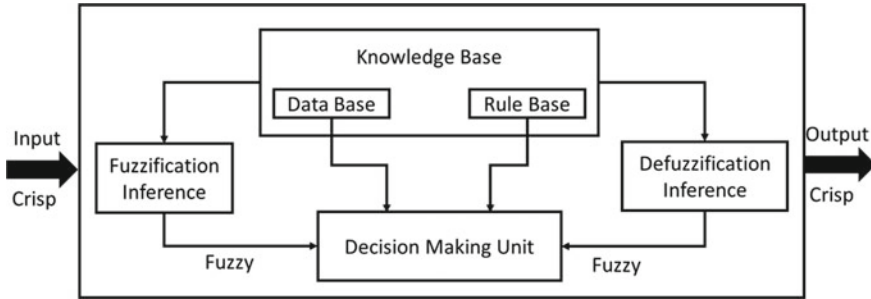 Knowledge Base
Data Base
Rule Base
Input
Crisp
Fuzzification
Inference
Defuzzification
Inference
Output
Crisp
Decision Making Unit
Fuzzy
Fuzzy